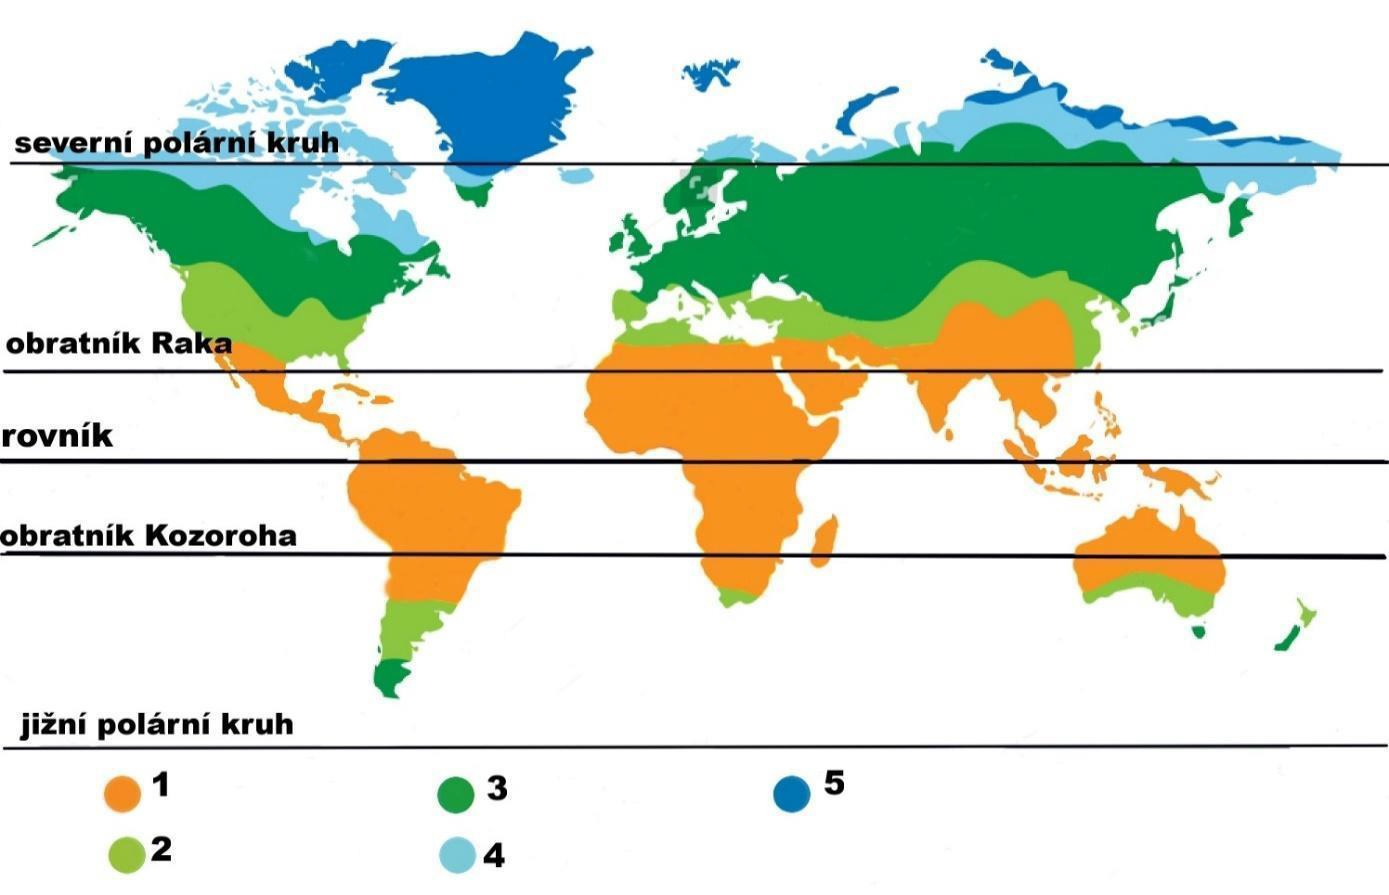 severní polární kruh
obratník Raka
rovník
obratník Kozoroha
jižní polární kruh
1
3
5
2
4